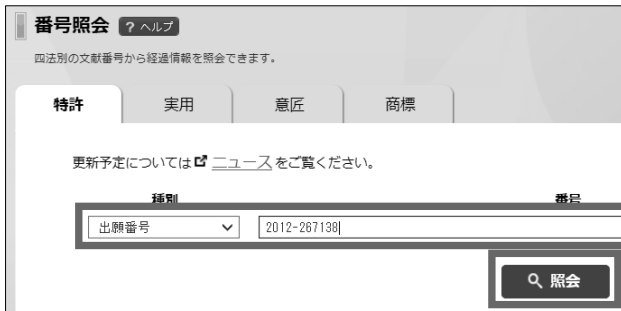 番号照会 ? ヘルプ
四法別の文献番号から経過情報を照会できます。
特許 実用 意匠 商標
更新予定については ニュース をご覧ください。
種別 番号
出願番号 2012-267138
照会